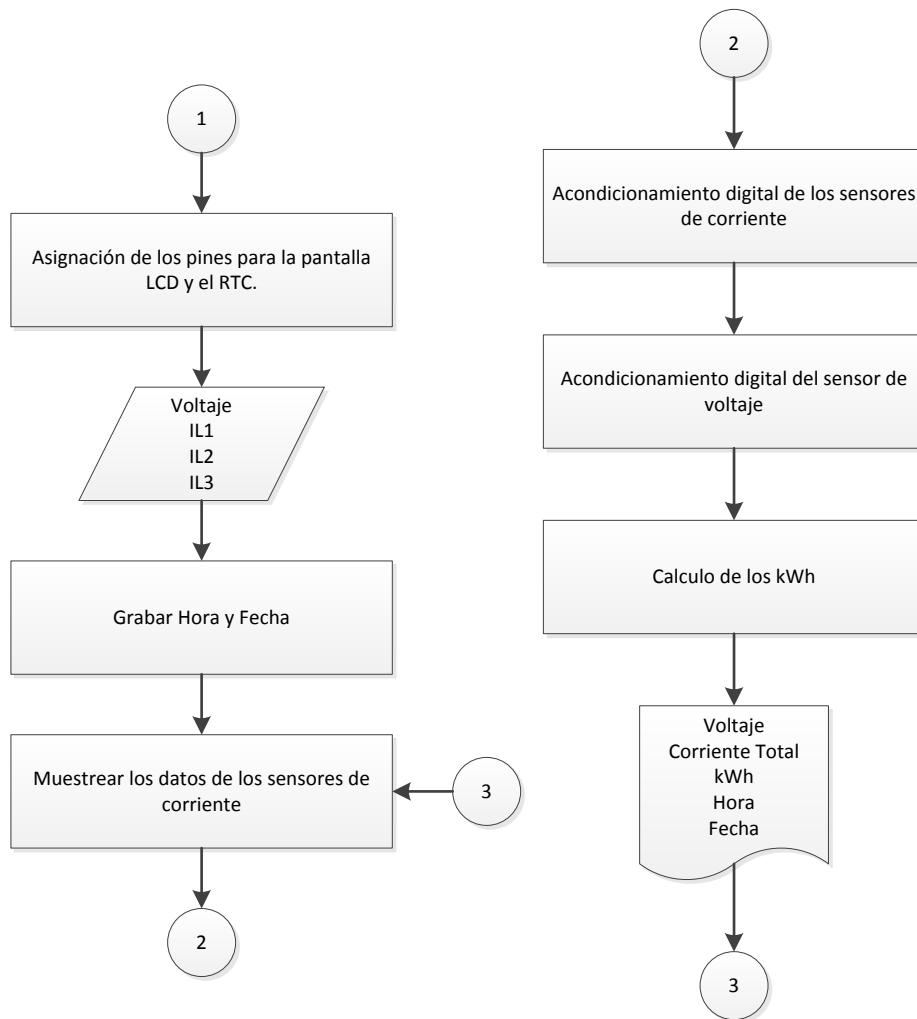 1
Asignación de los pines para la pantalla
LCD y el RTC.
Voltaje
IL1
IL2
IL3
Grabar Hora y Fecha
Muestrear los datos de los sensores de
corriente
3
2
2
Acondicionamiento digital de los sensores
de corriente
Acondicionamiento digital del sensor de
voltaje
Calculo de los kWh
Voltaje
Corriente Total
kWh
Hora
Fecha
3